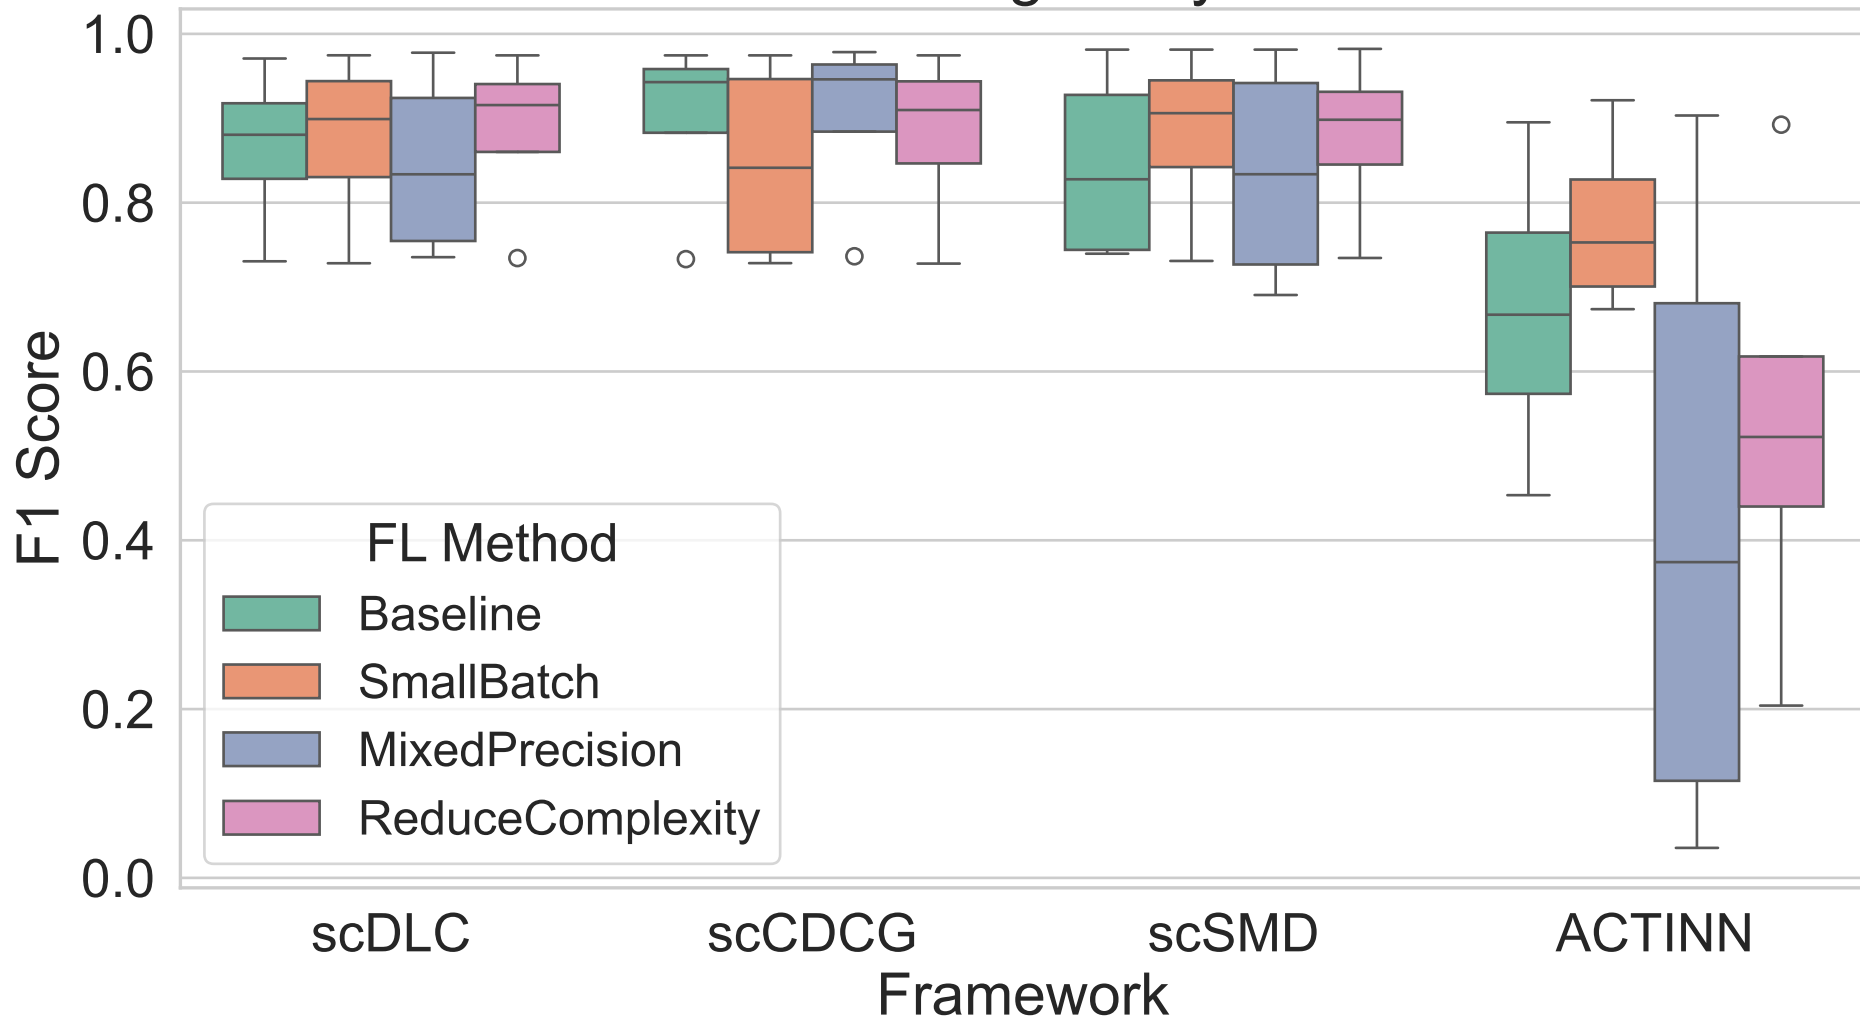 1.0
0.8
0.6
0.4
0.2
0.0
F1 Score
FL Method
Baseline
SmallBatch
MixedPrecision
ReduceComplexity
scDLC scCDCG scSMD ACTINN
Framework